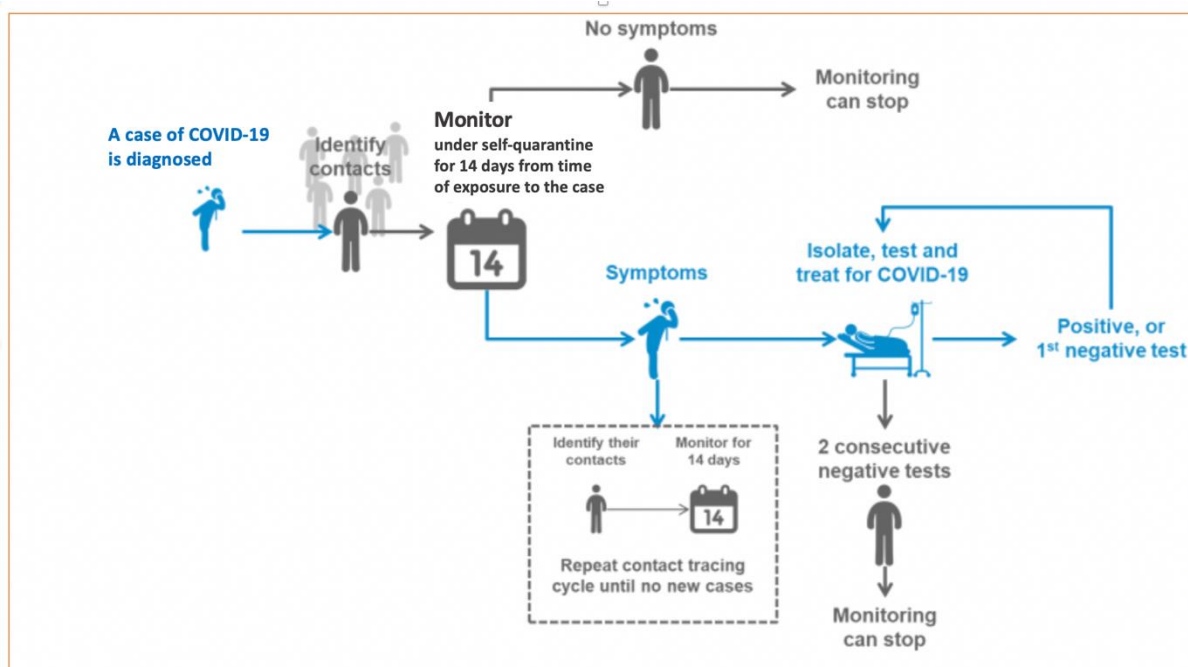 No symptoms
Monitoring
can stop
A case of COVID-19
is diagnosed
Identify
contacts
Monitor
under self-quarantine
for 14 days from time
of exposure to the case
14
Symptoms
Isolate, test and
treat for COVID-19
Positive, or
1st negative test
Identify their
contacts
Monitor for
14 days
14
Repeat contact tracing
cycle until no new cases
2 consecutive
negative tests
Monitoring
can stop